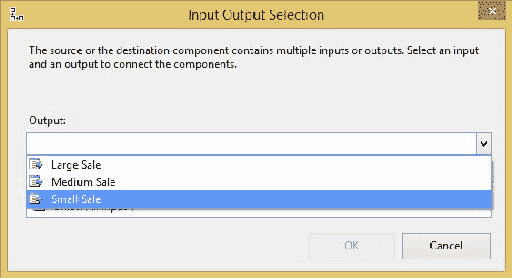 Input Output Selection
The source or the destination component contains multiple inputs or outputs. Select an input
and an output to connect the components.
Output:
Large Sale
Medium Sale
Small Sale
OK
Cancel